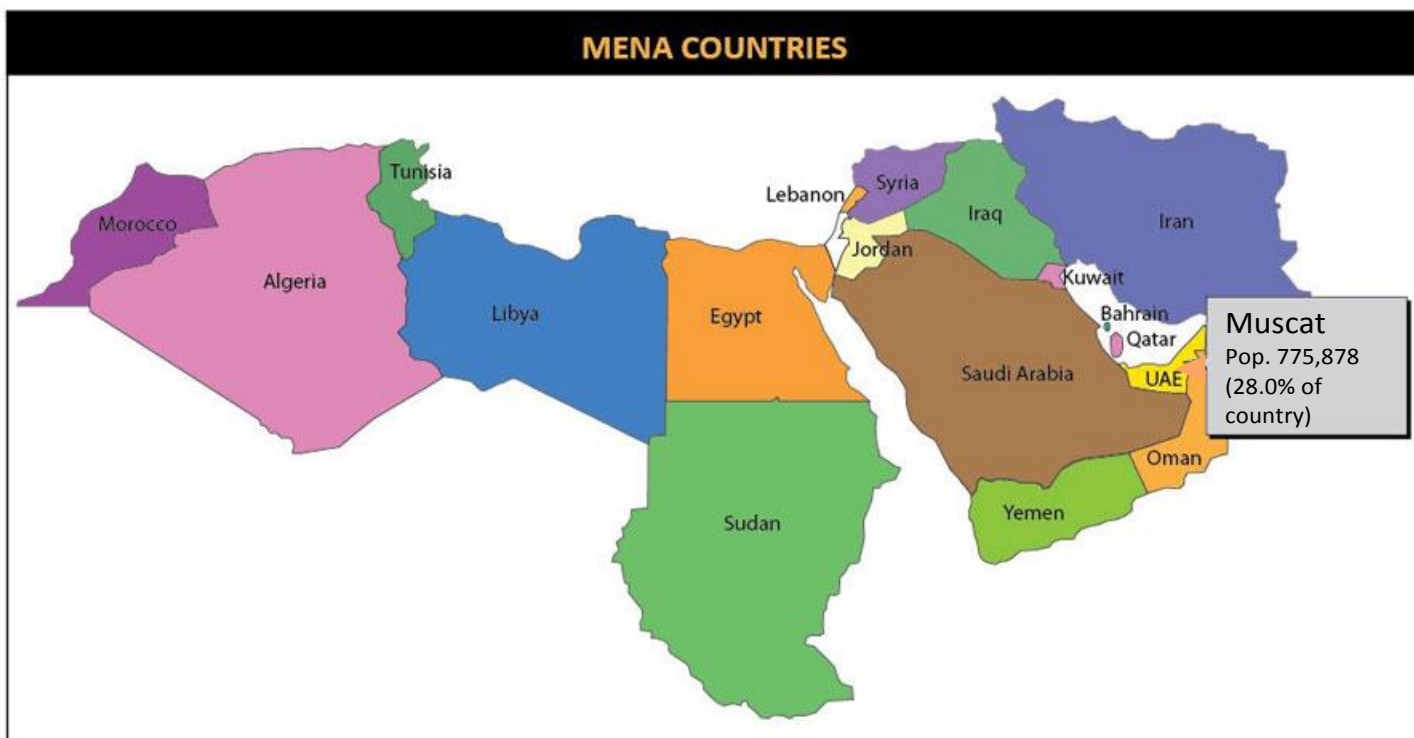 MENA COUNTRIES
Tunisia
Morocco
Algeria
Libya
Egypt
Sudan
Lebanon
Syria
Jordan
Iraq
Iran
Kuwait
Bahrain
Qatar
Saudi Arabia
UAE
Oman
Yemen
Muscat
Pop. 775,878
(28.0% of
country)